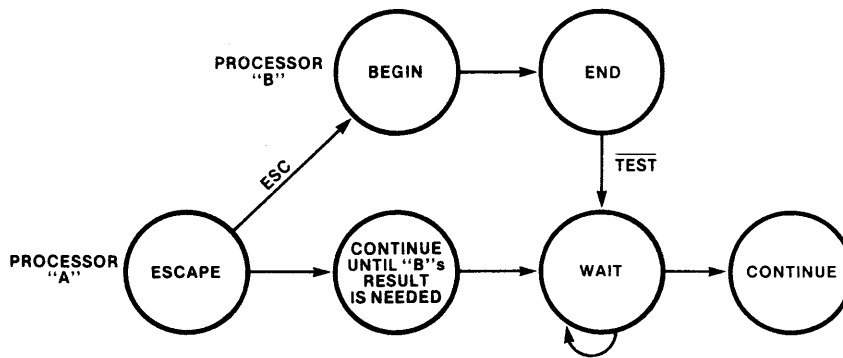 PROCESSOR
"B"
BEGIN
END
ESC
TEST
PROCESSOR
"A"
ESCAPE
CONTINUE
UNTIL "B"s
RESULT
IS NEEDED
WAIT
CONTINUE